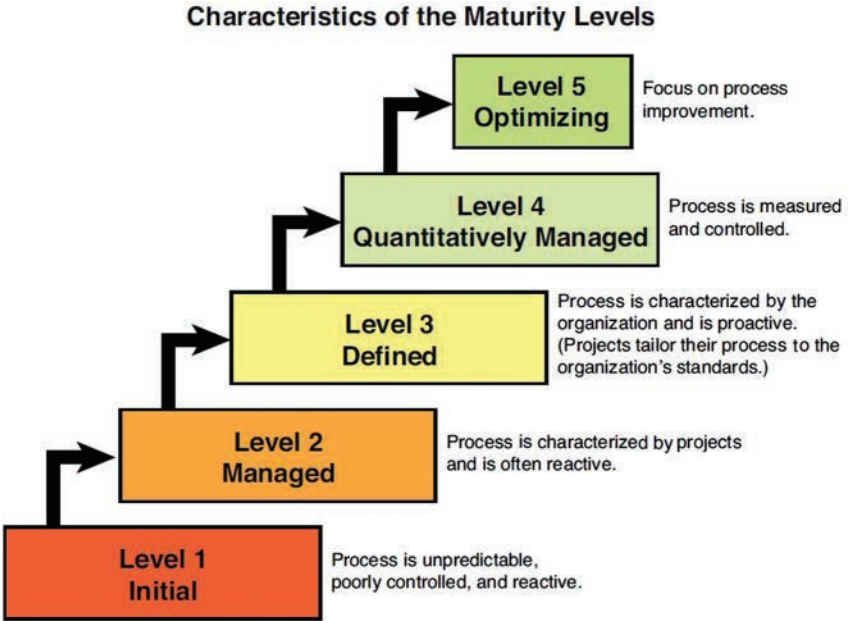 Characteristics of the Maturity Levels
Level 5
Optimizing
Focus on process
improvement.
Level 4
Quantitatively Managed
Process is measured
and controlled.
Level 3
Defined
Process is characterized by the
organization and is proactive.
(Projects tailor their process to the
organization’s standards.)
Level 2
Managed
Process is characterized by projects
and is often reactive.
Level 1
Initial
Process is unpredictable,
poorly controlled, and reactive.